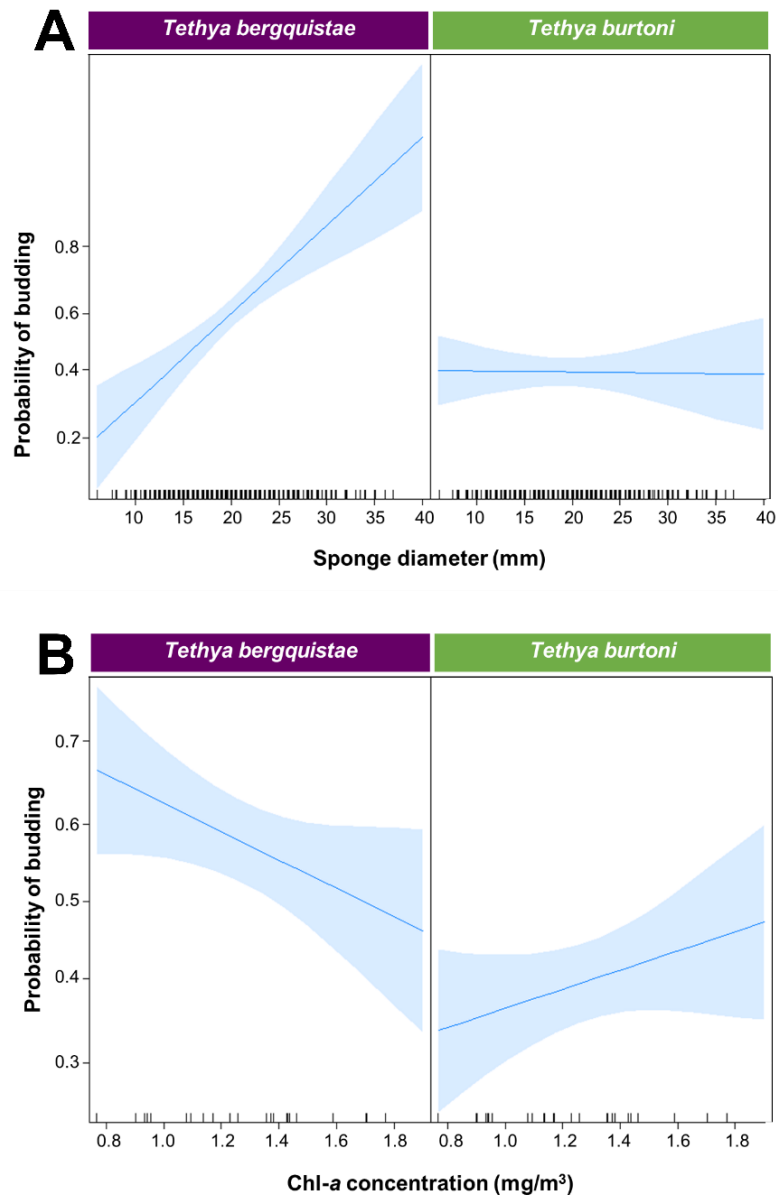 A
Tethya bergquistae Tethya burtoni
Probability of budding
0.8
0.6
0.4
0.2
10 15 20 25 30 35 40 10 15 20 25 30 35 40
Sponge diameter (mm)
B
Tethya bergquistae Tethya burtoni
Probability of budding
0.7
0.6
0.5
0.4
0.3
0.8 1.0 1.2 1.4 1.6 1.8 0.8 1.0 1.2 1.4 1.6 1.8
Chl-a concentration (mg/m³)